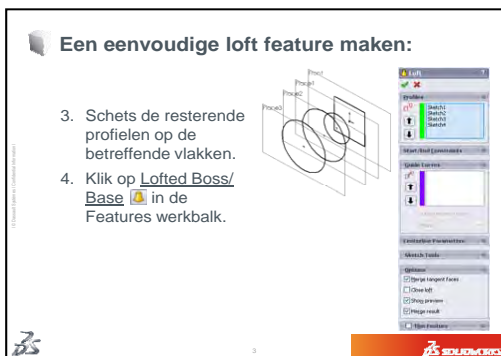 Een eenvoudige loft feature maken:
3. Schets de resterende
profielen op de
betreffende vlakken.
4. Klik op Lofted Boss/
Base in de
Features werkbalk.
Front
Plane1
Plane2
Plane3
Loft
Profiles
Sketch1
Sketch2
Sketch3
Sketch4
Start/End Constraints
Guide Curves
Centerline Parameters
Sketch Tools
Options
Merge tangent faces
Close loft
Show preview
Merge result
Thin Feature
3
SOLIDWORKS